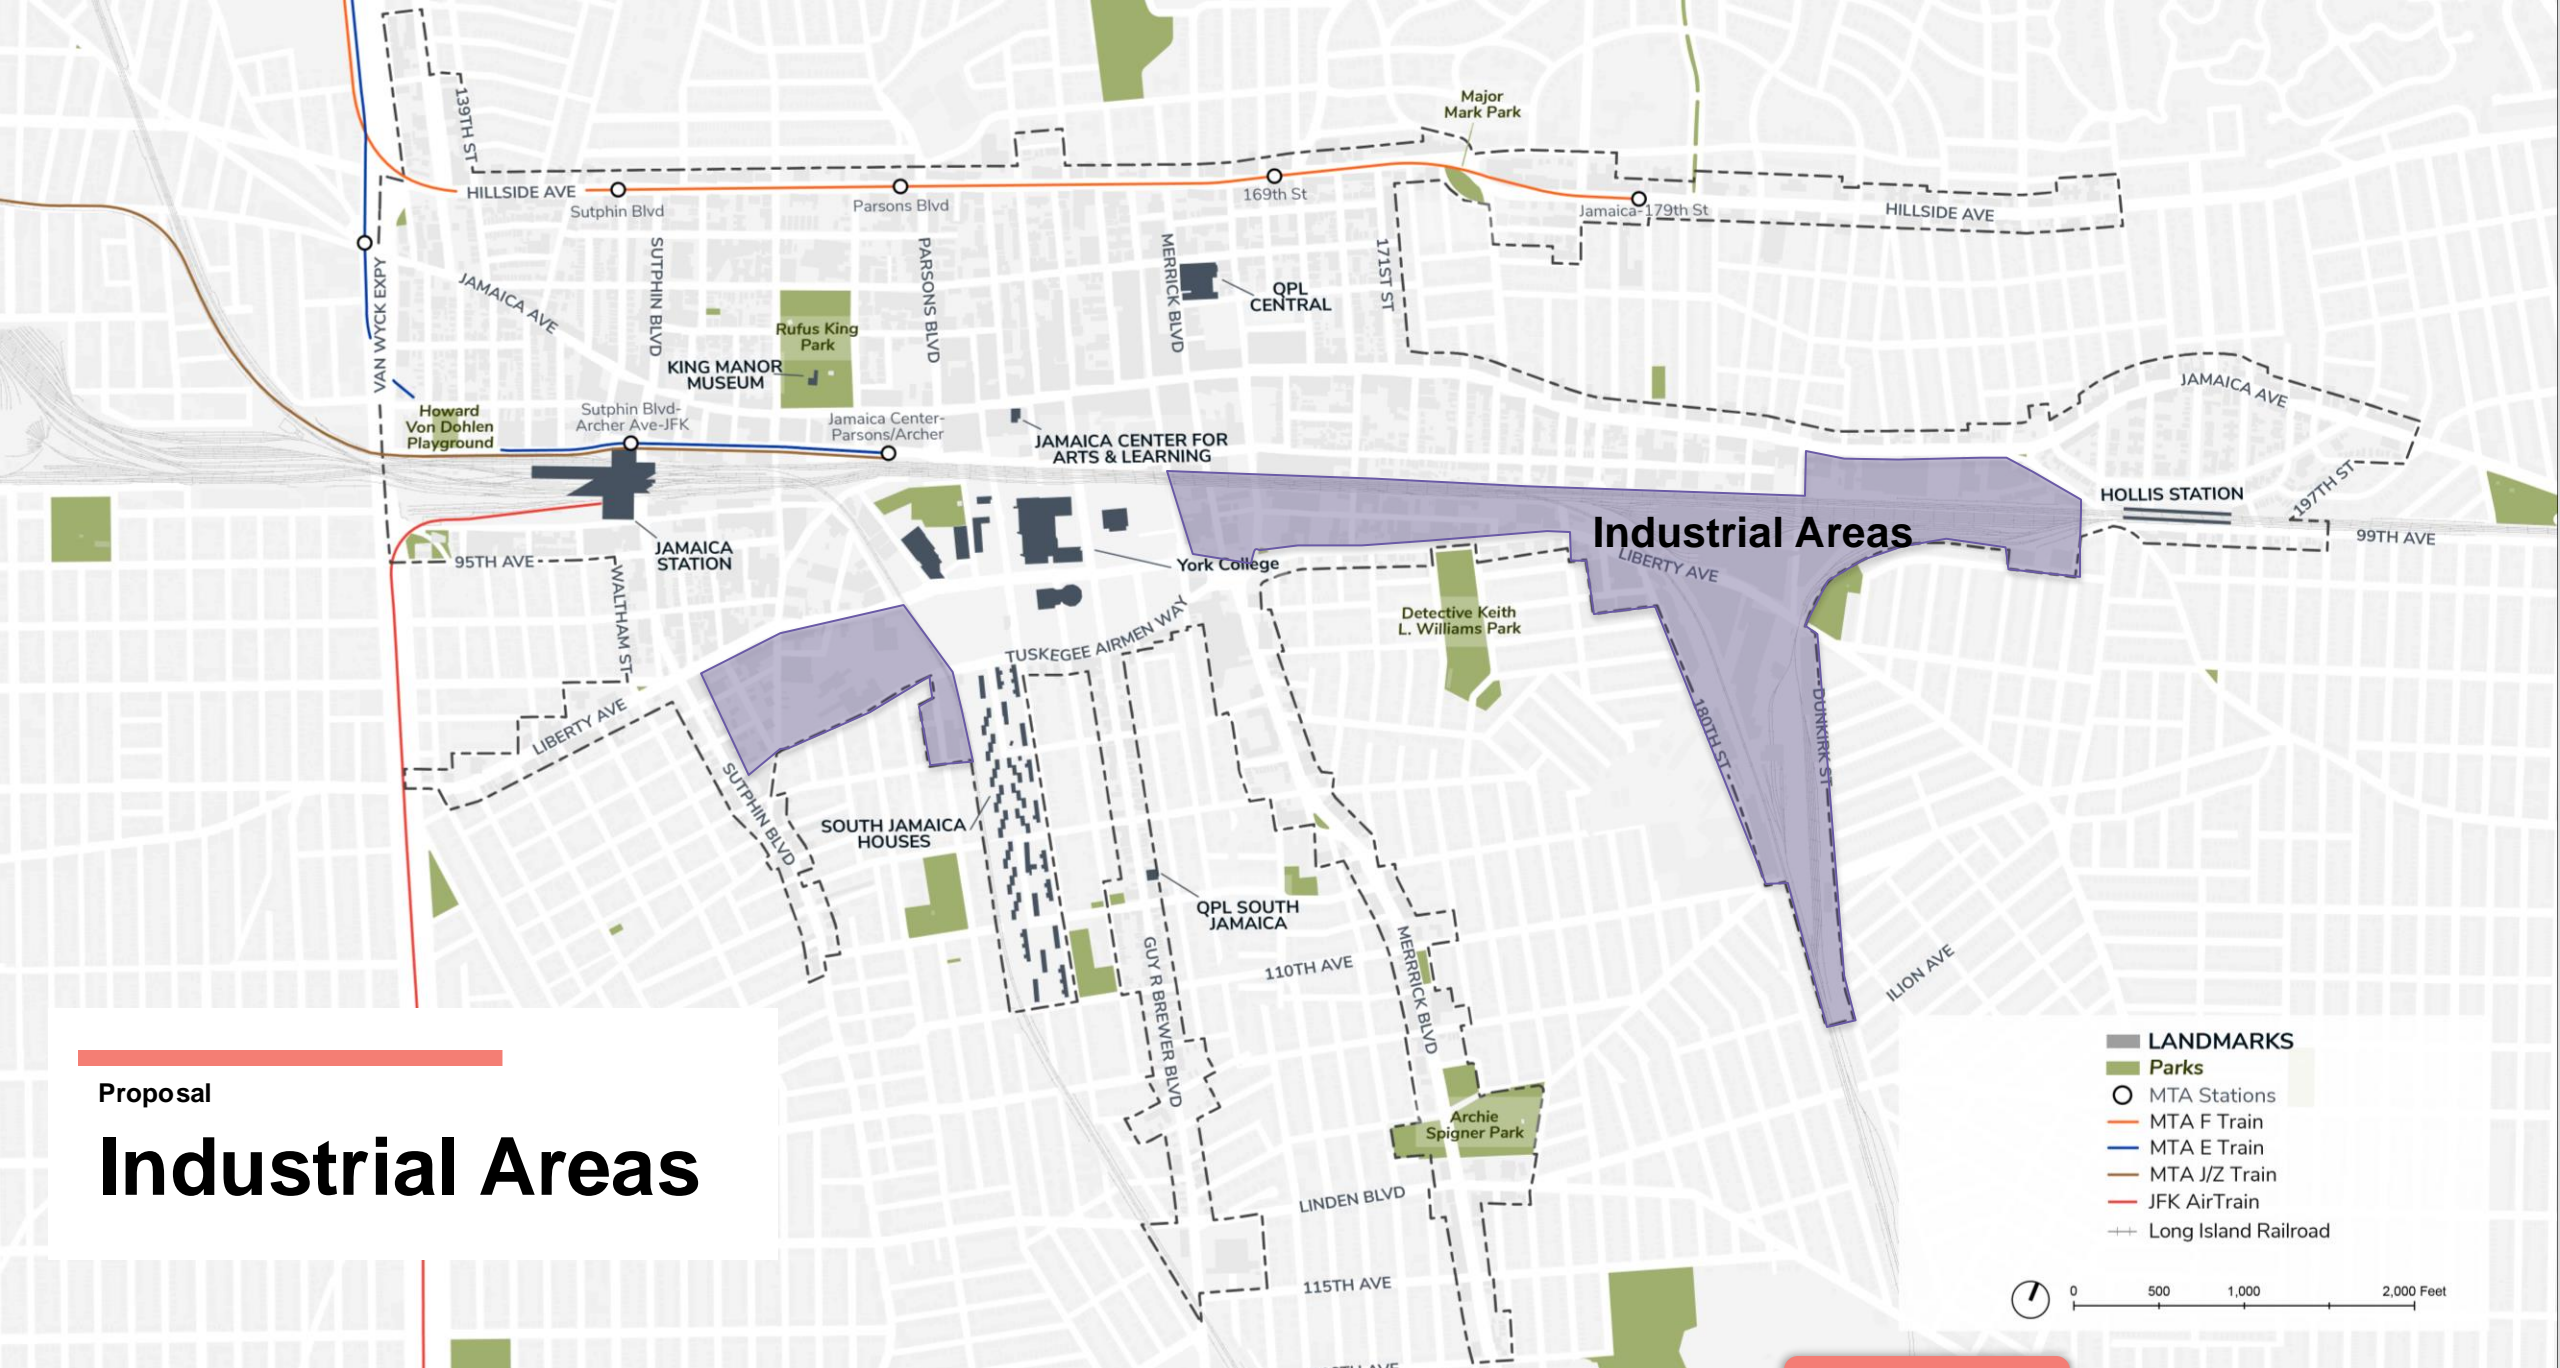 Major
Mark Park
139TH ST
HILLSIDE AVE
Sutphin Blvd
Parsons Blvd
169th St
Jamaica-179th St
HILLSIDE AVE
VAN WYCK EXPY
JAMAICA AVE
SUTPHIN BLVD
PARSONS BLVD
MERRICK BLVD
171ST ST
QPL
CENTRAL
Rufus King
Park
KING MANOR
MUSEUM
JAMAICA AVE
Howard
Von Dohlen
Playground
Sutphin Blvd-
Archer Ave-JFK
Jamaica Center-
Parsons/Archer
JAMAICA CENTER FOR
ARTS & LEARNING
197TH ST
HOLLIS STATION
99TH AVE
Industrial Areas
LIBERTY AVE
JAMAICA
STATION
95TH AVE
WALTHAM ST
York College
TUSKEGEE AIRMEN WAY
Detective Keith
L. Williams Park
LIBERTY AVE
SUTPHIN BLVD
180TH ST
DUNKIRK ST
SOUTH JAMAICA
HOUSES
QPL SOUTH
JAMAICA
GUY R BREWER BLVD
110TH AVE
MERRRICK BLVD
ILION AVE
Archie
Spigner Park
LINDEN BLVD
115TH AVE
Proposal
Industrial Areas
LANDMARKS
Parks
MTA Stations
MTA F Train
MTA E Train
MTA J/Z Train
JFK AirTrain
Long Island Railroad
0 500 1,000 2,000 Feet